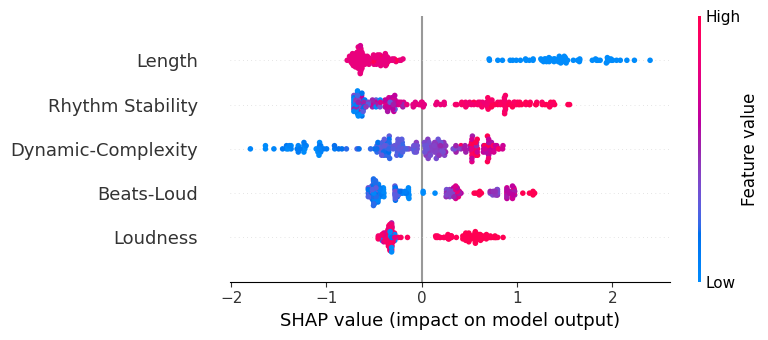 High
Length
Rhythm Stability
Dynamic-Complexity
Beats-Loud
Loudness
Feature value
Low
−2 −1 0 1 2
SHAP value (impact on model output)